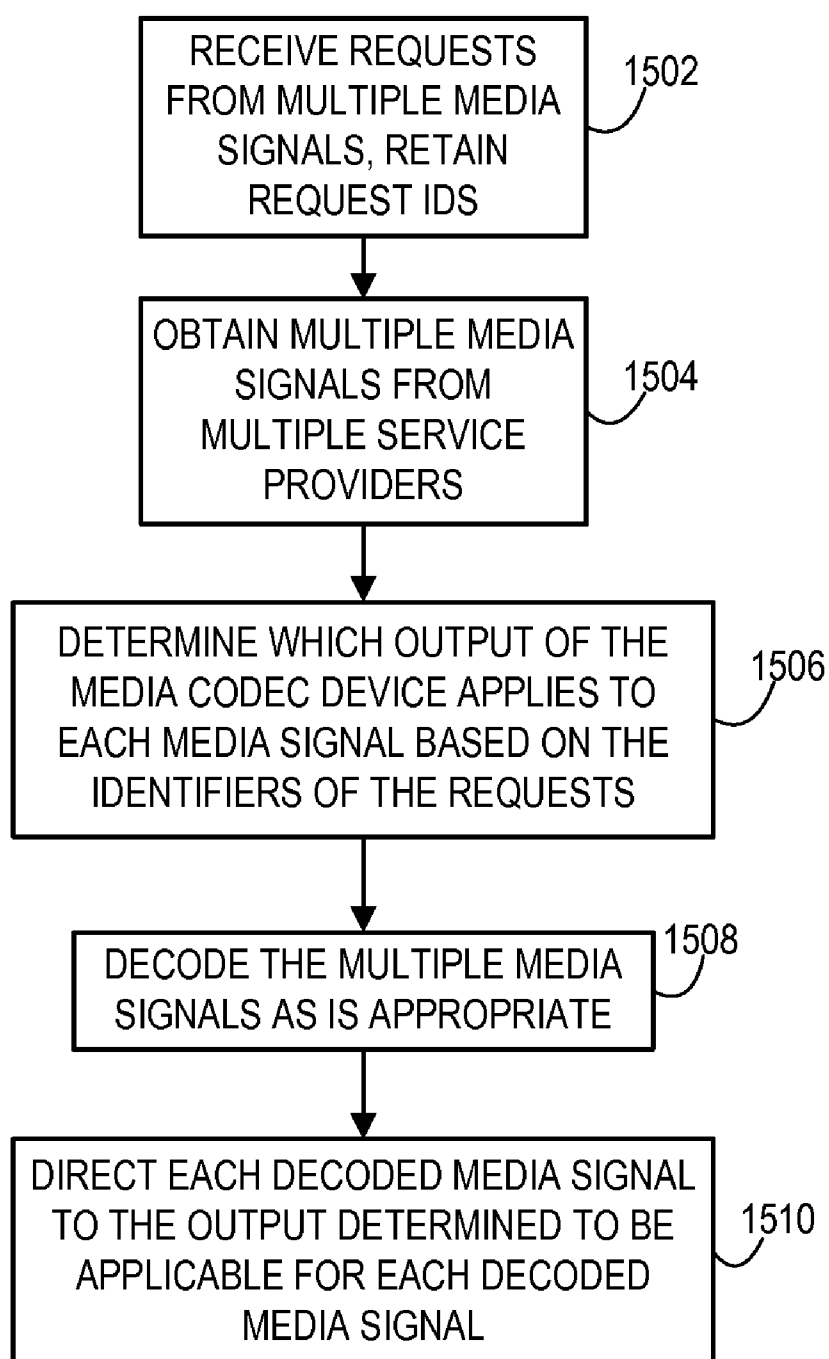 RECEIVE REQUESTS
FROM MULTIPLE MEDIA
SIGNALS, RETAIN
REQUEST IDS
1502
OBTAIN MULTIPLE MEDIA
SIGNALS FROM
MULTIPLE SERVICE
PROVIDERS
1504
DETERMINE WHICH OUTPUT OF THE
MEDIA CODEC DEVICE APPLIES TO
EACH MEDIA SIGNAL BASED ON THE
IDENTIFIERS OF THE REQUESTS
1506
DECODE THE MULTIPLE MEDIA
SIGNALS AS IS APPROPRIATE
1508
DIRECT EACH DECODED MEDIA SIGNAL
TO THE OUTPUT DETERMINED TO BE
APPLICABLE FOR EACH DECODED
MEDIA SIGNAL
1510